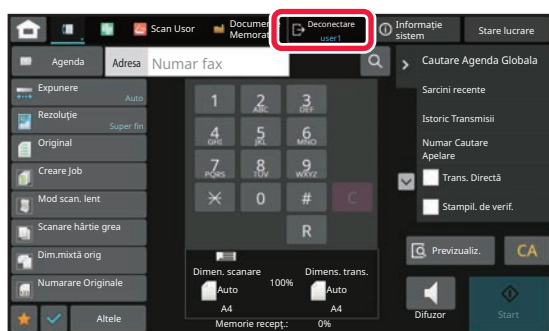 Scan Usor
Documen
Memorat
Deconectare
user1
Informație
sistem
Stare lucrare
Agenda
Adresa
Numar fax
Cautare Agenda Globala
Expunere
Auto
Rezoluție
Super fin
Original
Creare Job
Mod scan. lent
Scanare hârtie
grea
Dim.mixtă orig
Numarare Originale
Altele
1
2
ABC
3
DEF
4
GHI
5
JKL
6
MNO
7
PQRS
8
TUV
9
WXYZ
0
#
C
R
Dimen. scanare
100%
Dimens. trans.
Auto
Auto
A4
A4
Memorie recept.:
0%
Sarcini recente
Istoric Transmisii
Numar Cautare
Apelare
Trans. Directă
Stampil. de verif.
Previzualiz.
CA
Difuzor
Start